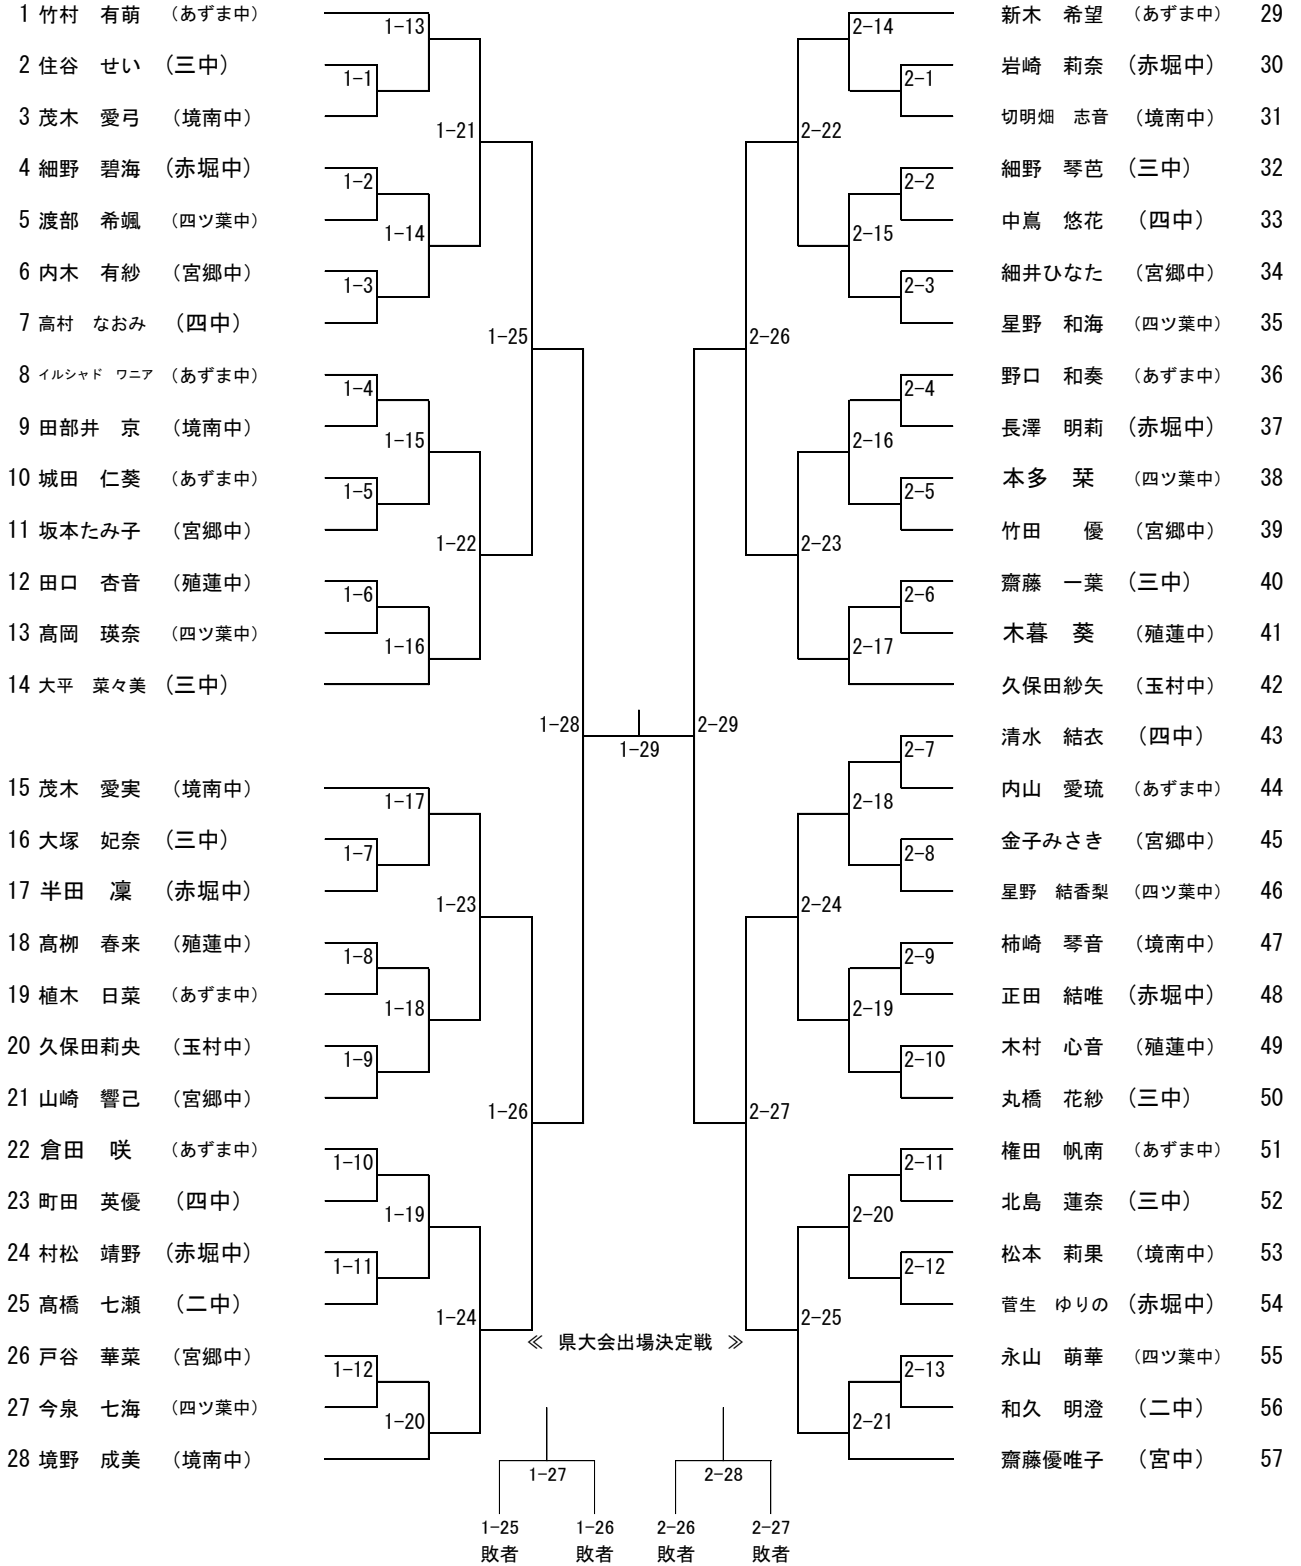 1 竹村　有萌　（あずま中）
2 住谷　せい　（三中）
3 茂木　愛弓　（境南中）
4 細野　碧海　（赤堀中）
5 渡部　希颯　（四ツ葉中）
6 内木　有紗　（宮郷中）
7 高村　なおみ　（四中）
8 イルシャド　ワニア　（あずま中）
9 田部井　京　（境南中）
10 城田　仁葵　（あずま中）
11 坂本たみ子　（宮郷中）
12 田口　杏音　（殖蓮中）
13 髙岡　瑛奈　（四ツ葉中）
14 大平　菜々美　（三中）
15 茂木　愛実　（境南中）
16 大塚　妃奈　（三中）
17 半田　凜　（赤堀中）
18 髙栁　春来　（殖蓮中）
19 植木　日菜　（あずま中）
20 久保田莉央　（玉村中）
21 山崎　響己　（宮郷中）
22 倉田　咲　（あずま中）
23 町田　英優　（四中）
24 村松　靖野　（赤堀中）
25 髙橋　七瀬　（二中）
26 戸谷　華菜　（宮郷中）
27 今泉　七海　（四ツ葉中）
28 境野　成美　（境南中）
1-1
1-2
1-3
1-4
1-5
1-6
1-7
1-8
1-9
1-10
1-11
1-12
1-13
1-14
1-15
1-16
1-17
1-18
1-19
1-20
1-21
1-22
1-23
1-24
1-25
1-26
1-28
1-29
2-29
2-26
2-27
2-22
2-23
2-24
2-25
2-14
2-15
2-16
2-17
2-18
2-19
2-20
2-21
2-1
2-2
2-3
2-4
2-5
2-6
2-7
2-8
2-9
2-10
2-11
2-12
2-13
新木　希望　（あずま中）　29
岩崎　莉奈　（赤堀中）　30
切明畑　志音　（境南中）　31
細野　琴芭　（三中）　32
中嶌　悠花　（四中）　33
細井ひなた　（宮郷中）　34
星野　和海　（四ツ葉中）　35
野口　和奏　（あずま中）　36
長澤　明莉　（赤堀中）　37
本多　栞　（四ツ葉中）　38
竹田　優　（宮郷中）　39
齋藤　一葉　（三中）　40
木暮　葵　（殖蓮中）　41
久保田紗矢　（玉村中）　42
清水　結衣　（四中）　43
内山　愛琉　（あずま中）　44
金子みさき　（宮郷中）　45
星野　結香梨　（四ツ葉中）　46
柿崎　琴音　（境南中）　47
正田　結唯　（赤堀中）　48
木村　心音　（殖蓮中）　49
丸橋　花紗　（三中）　50
権田　帆南　（あずま中）　51
北島　蓮奈　（三中）　52
松本　莉果　（境南中）　53
菅生　ゆりの　（赤堀中）　54
永山　萌華　（四ツ葉中）　55
和久　明澄　（二中）　56
齋藤優唯子　（宮中）　57
≪　県大会出場決定戦　≫
1-27
2-28
1-25　1-26　2-26　2-27
敗者　敗者　敗者　敗者